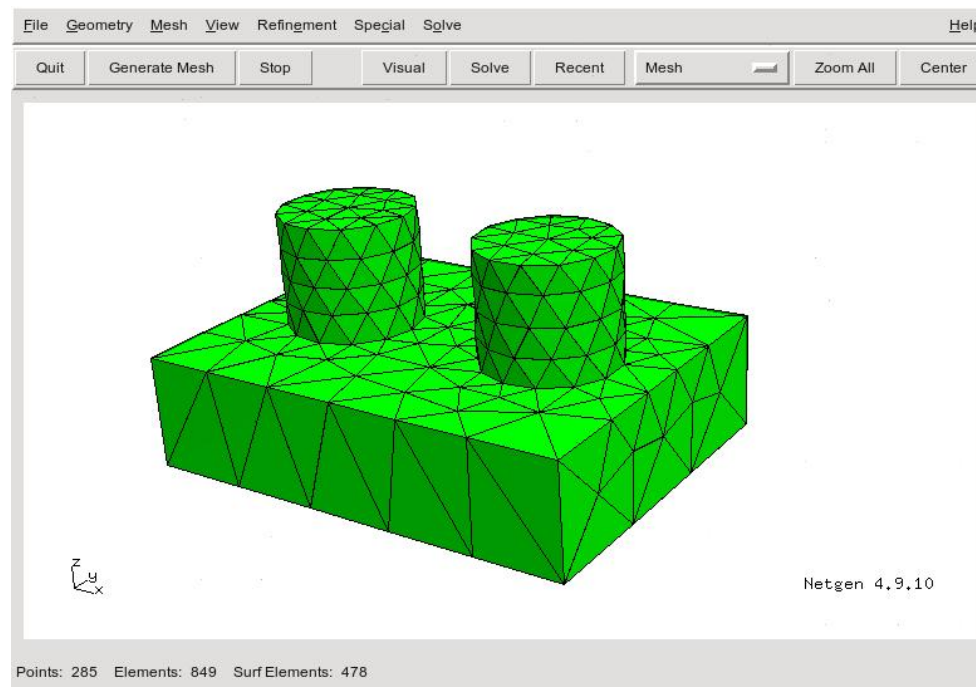 File Geometry Mesh View Refinement Special Solve Help
Quit Generate Mesh Stop Visual Solve Recent Mesh Zoom All Center
z
y
x
Netgen 4.9.10
Points: 285 Elements: 849 Surf Elements: 478